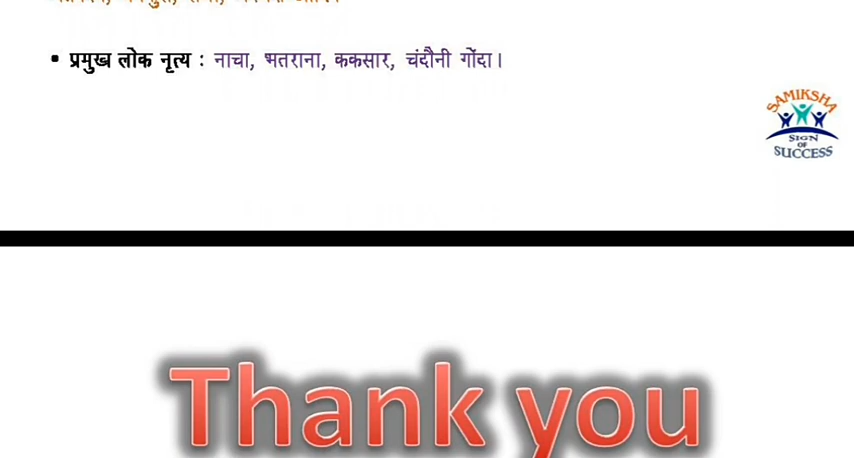 • प्रमुख लोक नृत्य : नाचा, भतराना, ककसार, चंदौनी गोंदा।
SAMIKSHA
SIGN
OF
SUCCESS
Thank you